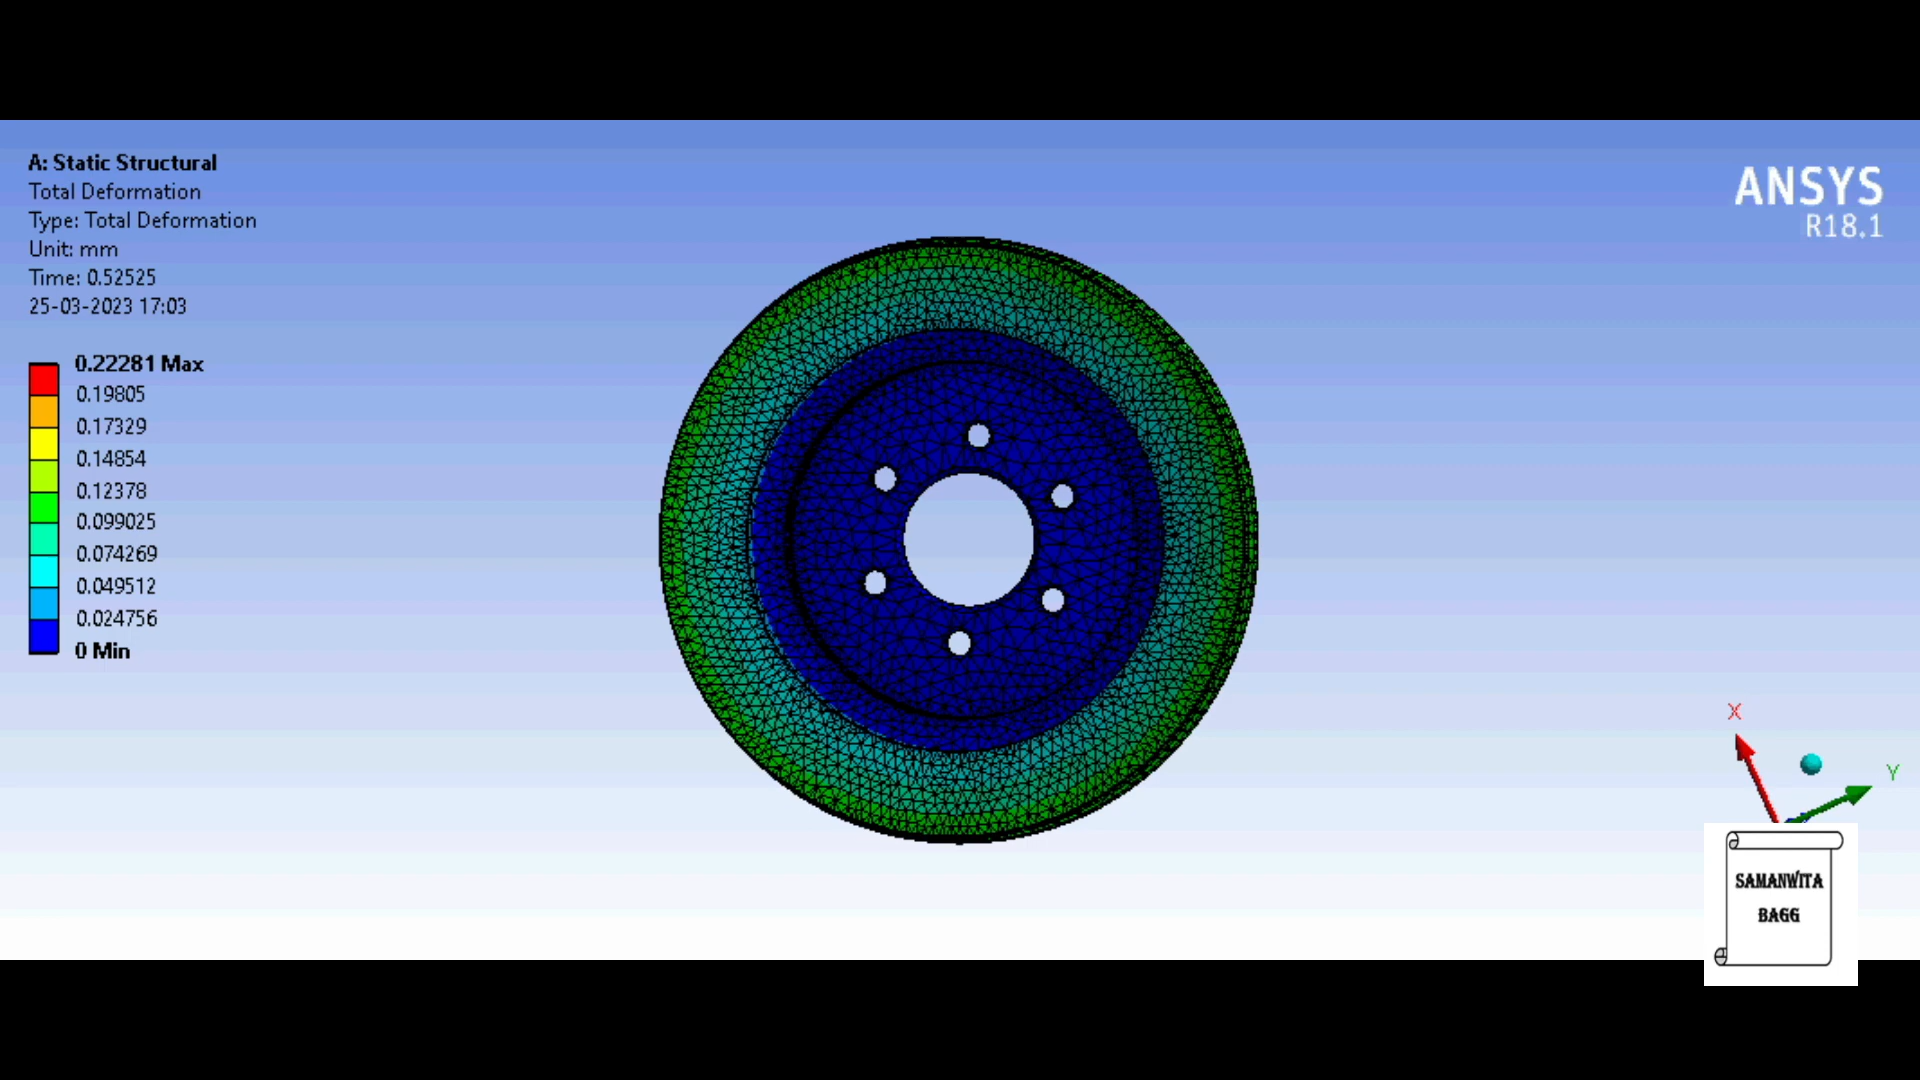 A: Static Structural
Total Deformation
Type: Total Deformation
Unit: mm
Time: 0.52525
25-03-2023 17:03
0.22281 Max
0.19805
0.17329
0.14854
0.12378
0.099025
0.074269
0.049512
0.024756
0 Min
ANSYS
R18.1
X
Y
SAMANWITA
BAGG